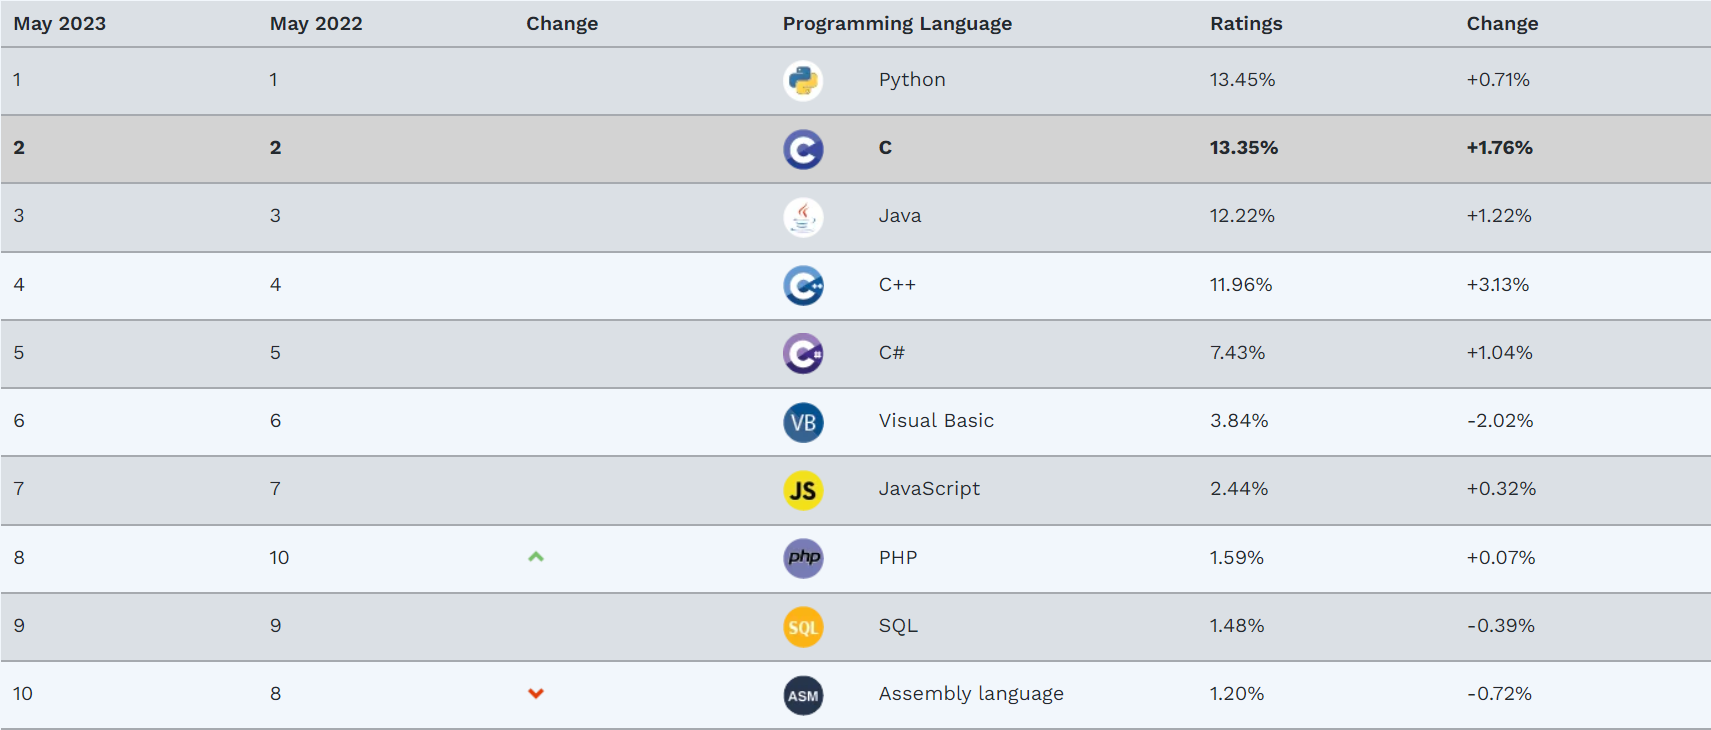 May 2023 May 2022 Change Programming Language Ratings Change
1 1 Python 13.45% +0.71%
2 2 C C 13.35% +1.76%
3 3 Java 12.22% +1.22%
4 4 C++ C++ 11.96% +3.13%
5 5 C# C# 7.43% +1.04%
6 6 VB Visual Basic 3.84% -2.02%
7 7 JS JavaScript 2.44% +0.32%
8 10 php PHP 1.59% +0.07%
9 9 SQL SQL 1.48% -0.39%
10 8 ASM Assembly language 1.20% -0.72%